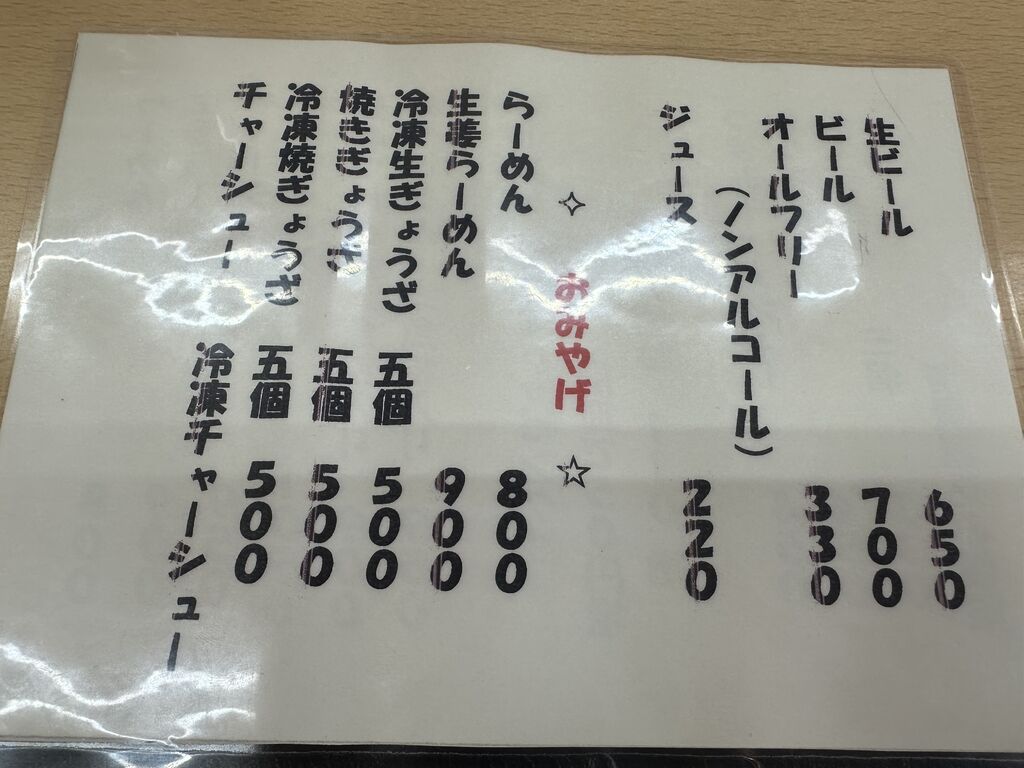 生ビール 650
ビール 700
オールフリー 330
(ノンアルコール)
ジュース 220
✧ おみやげ ☆
らーめん 800
生姜らーめん 900
冷凍生ぎょうざ 五個 500
焼きぎょうざ 五個 500
冷凍焼きぎょうざ 五個 500
チャーシュー 冷凍チャーシュー